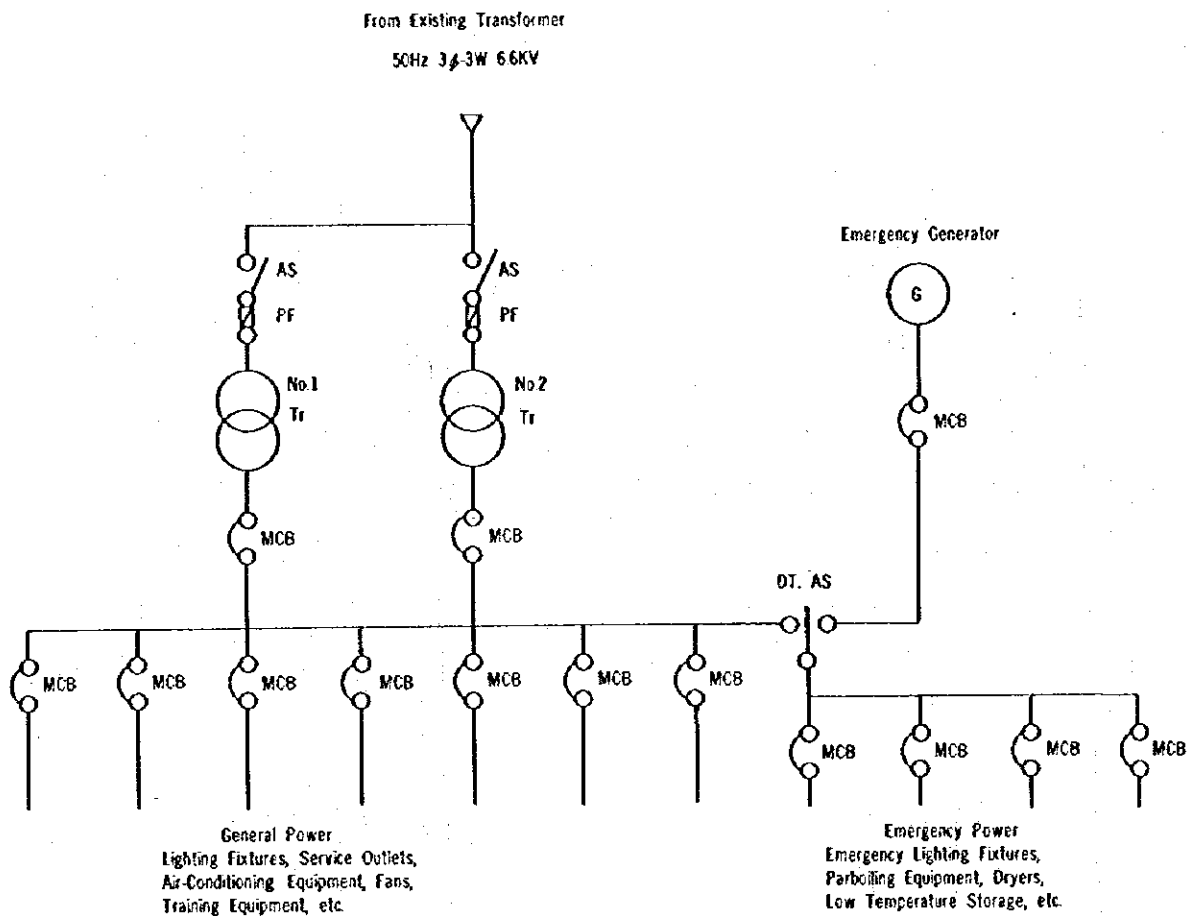 From Existing Transformer
50Hz 3ϕ-3W 6.6KV
Emergency Generator
AS
AS
G
PF
PF
No.1
Tr
No.2
Tr
MCB
MCB
MCB
DT. AS
MCB
MCB
MCB
MCB
MCB
MCB
MCB
MCB
MCB
MCB
MCB
General Power
Lighting Fixtures, Service Outlets,
Air-Conditioning Equipment, Fans,
Training Equipment, etc.
Emergency Power
Emergency Lighting Fixtures,
Parboiling Equipment, Dryers,
Low Temperature Storage, etc.